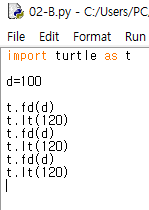 02-B.py - C:/Users/PC,
File Edit Format Run
import turtle as t
d=100
t.fd(d)
t.lt(120)
t.fd(d)
t.lt(120)
t.fd(d)
t.lt(120)